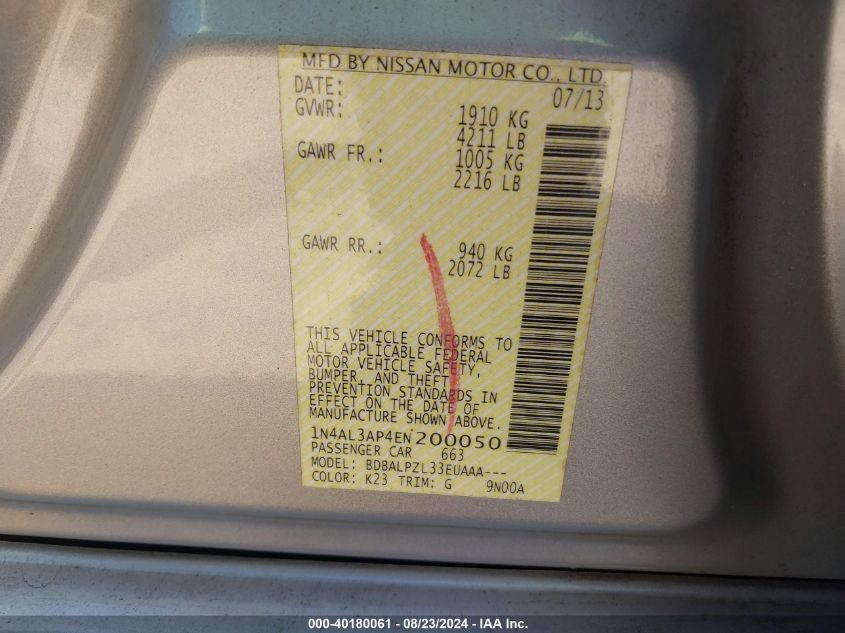 MFD BY NISSAN MOTOR CO., LTD.
DATE: 07/13
GVWR: 1910 KG
4211 LB
GAWR FR.: 1005 KG
2216 LB
GAWR RR.: 940 KG
2072 LB
THIS VEHICLE CONFORMS TO
ALL APPLICABLE FEDERAL
MOTOR VEHICLE SAFETY,
BUMPER, AND THEFT
PREVENTION STANDARDS IN
EFFECT ON THE DATE OF
MANUFACTURE SHOWN ABOVE.
1N4AL3AP4EN200050
PASSENGER CAR 663
MODEL: BDBALPZL33EUAAA---
COLOR: K23 TRIM: G 9N00A
000-40180061 - 08/23/2024 - IAA Inc.